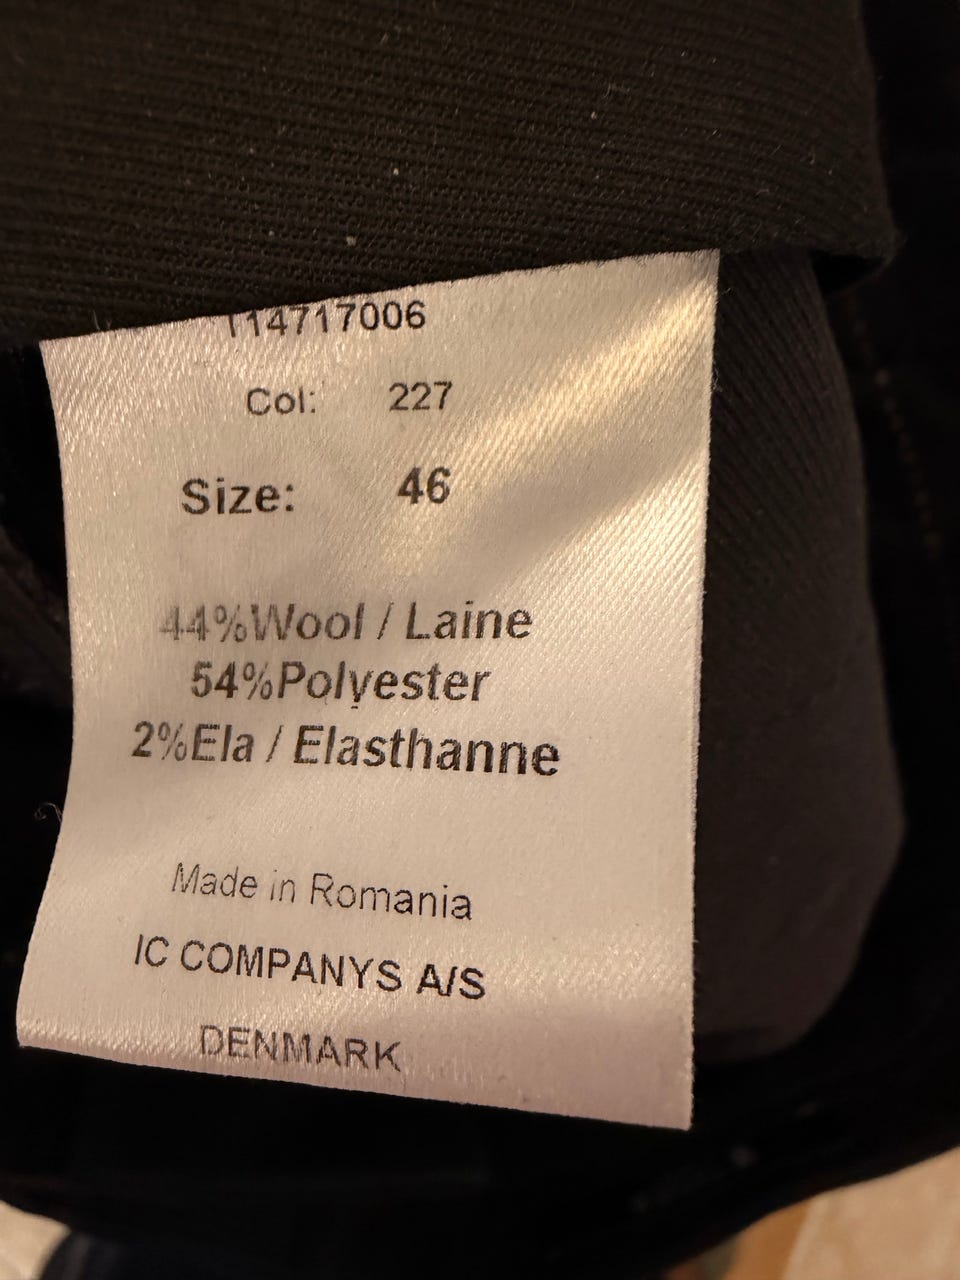 114717006
Col: 227
Size: 46
44%Wool / Laine
54%Polyester
2%Ela / Elasthanne
Made in Romania
IC COMPANYS A/S
DENMARK